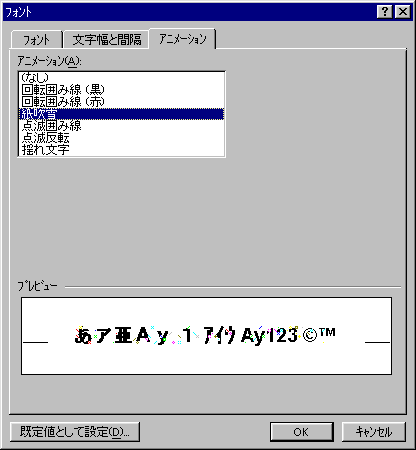 フォント
フォント 文字幅と間隔 アニメーション
アニメーション(A):
(なし)
回転囲み線 (黒)
回転囲み線 (赤)
紙吹雪
点滅囲み線
点滅反転
揺れ文字
プレビュー
あア亜Ay1アイウAy123©™
既定値として設定(D)... OK キャンセル